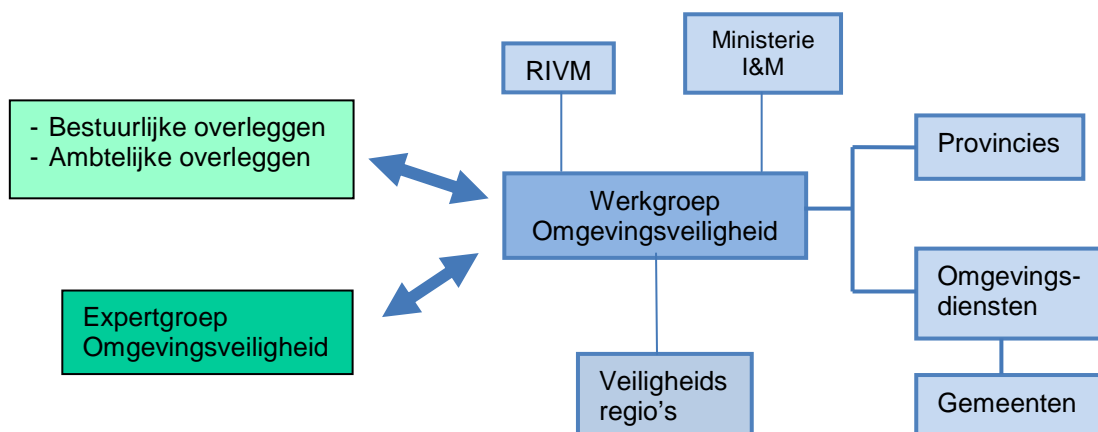 Ministerie
I&M
RIVM
- Bestuurlijke overleggen
- Ambtelijke overleggen
Provincies
Werkgroep
Omgevingsveiligheid
Expertgroep
Omgevingsveiligheid
Omgevings-
diensten
Veiligheids
regio’s
Gemeenten